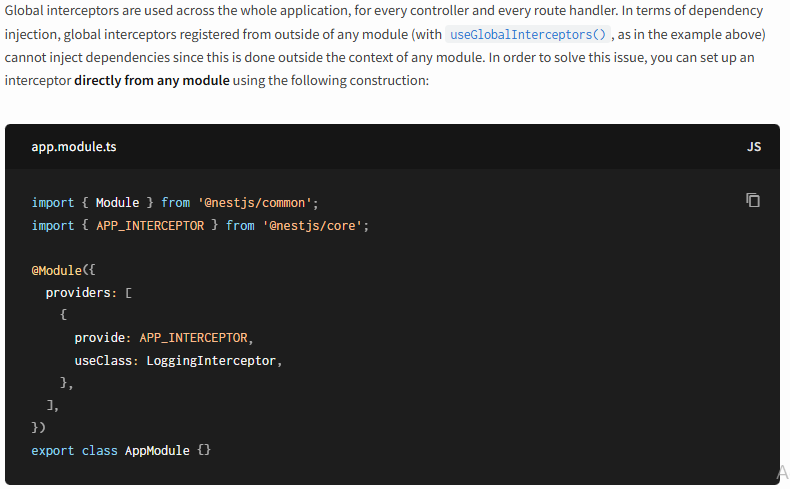 Global interceptors are used across the whole application, for every controller and every route handler. In terms of dependency
injection, global interceptors registered from outside of any module (with useGlobalInterceptors() , as in the example above)
cannot inject dependencies since this is done outside the context of any module. In order to solve this issue, you can set up an
interceptor directly from any module using the following construction:
app.module.ts JS
import { Module } from '@nestjs/common';
import { APP_INTERCEPTOR } from '@nestjs/core';
@Module({
  providers: [
    {
      provide: APP_INTERCEPTOR,
      useClass: LoggingInterceptor,
    },
  ],
})
export class AppModule {}
A